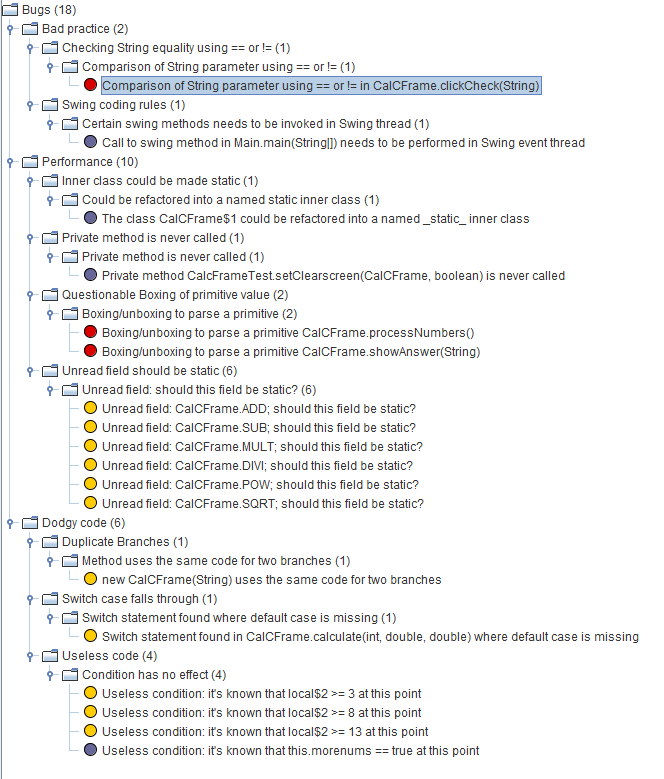 Bugs (18)
Bad practice (2)
Checking String equality using == or != (1)
Comparison of String parameter using == or != (1)
Comparison of String parameter using == or != in CalCFrame.clickCheck(String)
Swing coding rules (1)
Certain swing methods needs to be invoked in Swing thread (1)
Call to swing method in Main.main(String[]) needs to be performed in Swing event thread
Performance (10)
Inner class could be made static (1)
Could be refactored into a named static inner class (1)
The class CalCFrame$1 could be refactored into a named _static_ inner class
Private method is never called (1)
Private method is never called (1)
Private method CalcFrameTest.setClearscreen(CalCFrame, boolean) is never called
Questionable Boxing of primitive value (2)
Boxing/unboxing to parse a primitive (2)
Boxing/unboxing to parse a primitive CalCFrame.processNumbers()
Boxing/unboxing to parse a primitive CalCFrame.showAnswer(String)
Unread field should be static (6)
Unread field: should this field be static? (6)
Unread field: CalCFrame.ADD; should this field be static?
Unread field: CalCFrame.SUB; should this field be static?
Unread field: CalCFrame.MULT; should this field be static?
Unread field: CalCFrame.DIVI; should this field be static?
Unread field: CalCFrame.POW; should this field be static?
Unread field: CalCFrame.SQRT; should this field be static?
Dodgy code (6)
Duplicate Branches (1)
Method uses the same code for two branches (1)
new CalCFrame(String) uses the same code for two branches
Switch case falls through (1)
Switch statement found where default case is missing (1)
Switch statement found in CalCFrame.calculate(int, double, double) where default case is missing
Useless code (4)
Condition has no effect (4)
Useless condition: it's known that local$2 >= 3 at this point
Useless condition: it's known that local$2 >= 8 at this point
Useless condition: it's known that local$2 >= 13 at this point
Useless condition: it's known that this.morenums == true at this point